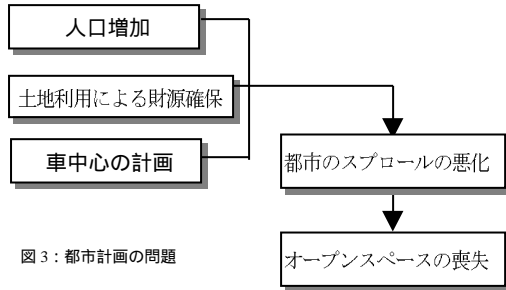 人口増加
土地利用による財源確保
車中心の計画
都市のスプロールの悪化
オープンスペースの喪失
図3:都市計画の問題